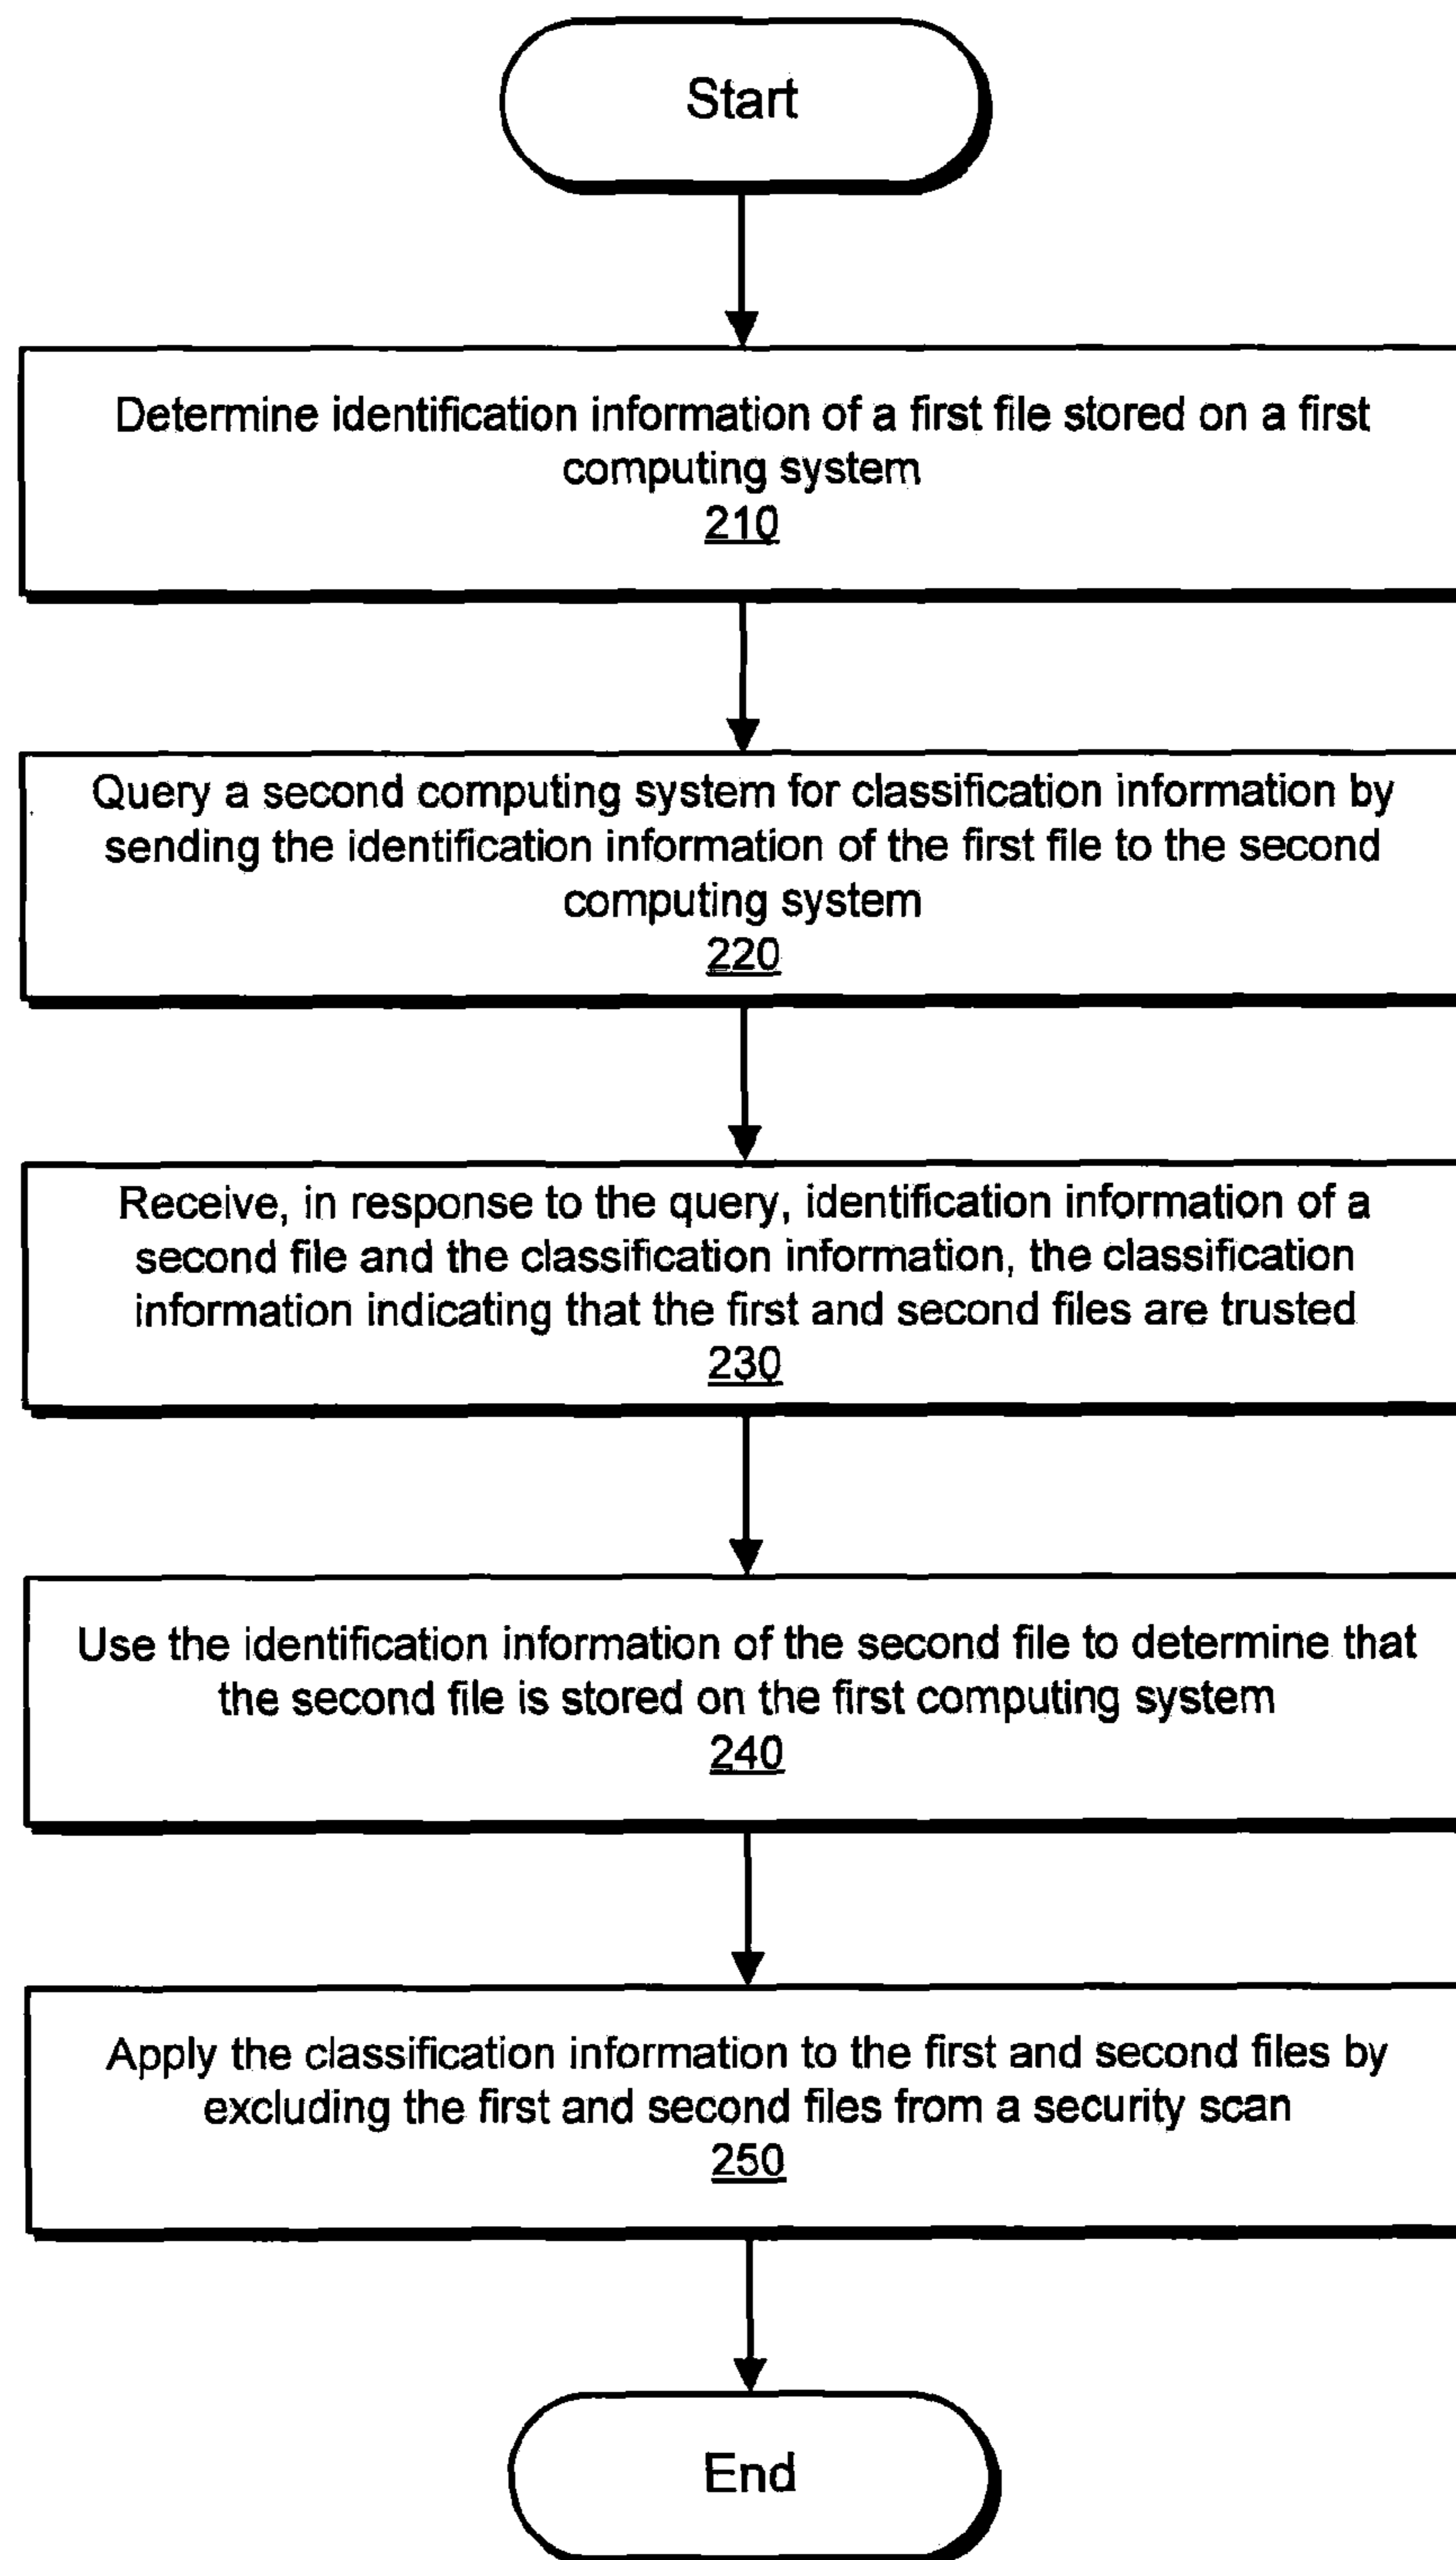 Start
Determine identification information of a first file stored on a first
computing system
210
Query a second computing system for classification information by
sending the identification information of the first file to the second
computing system
220
Receive, in response to the query, identification information of a
second file and the classification information, the classification
information indicating that the first and second files are trusted
230
Use the identification information of the second file to determine that
the second file is stored on the first computing system
240
Apply the classification information to the first and second files by
excluding the first and second files from a security scan
250
End